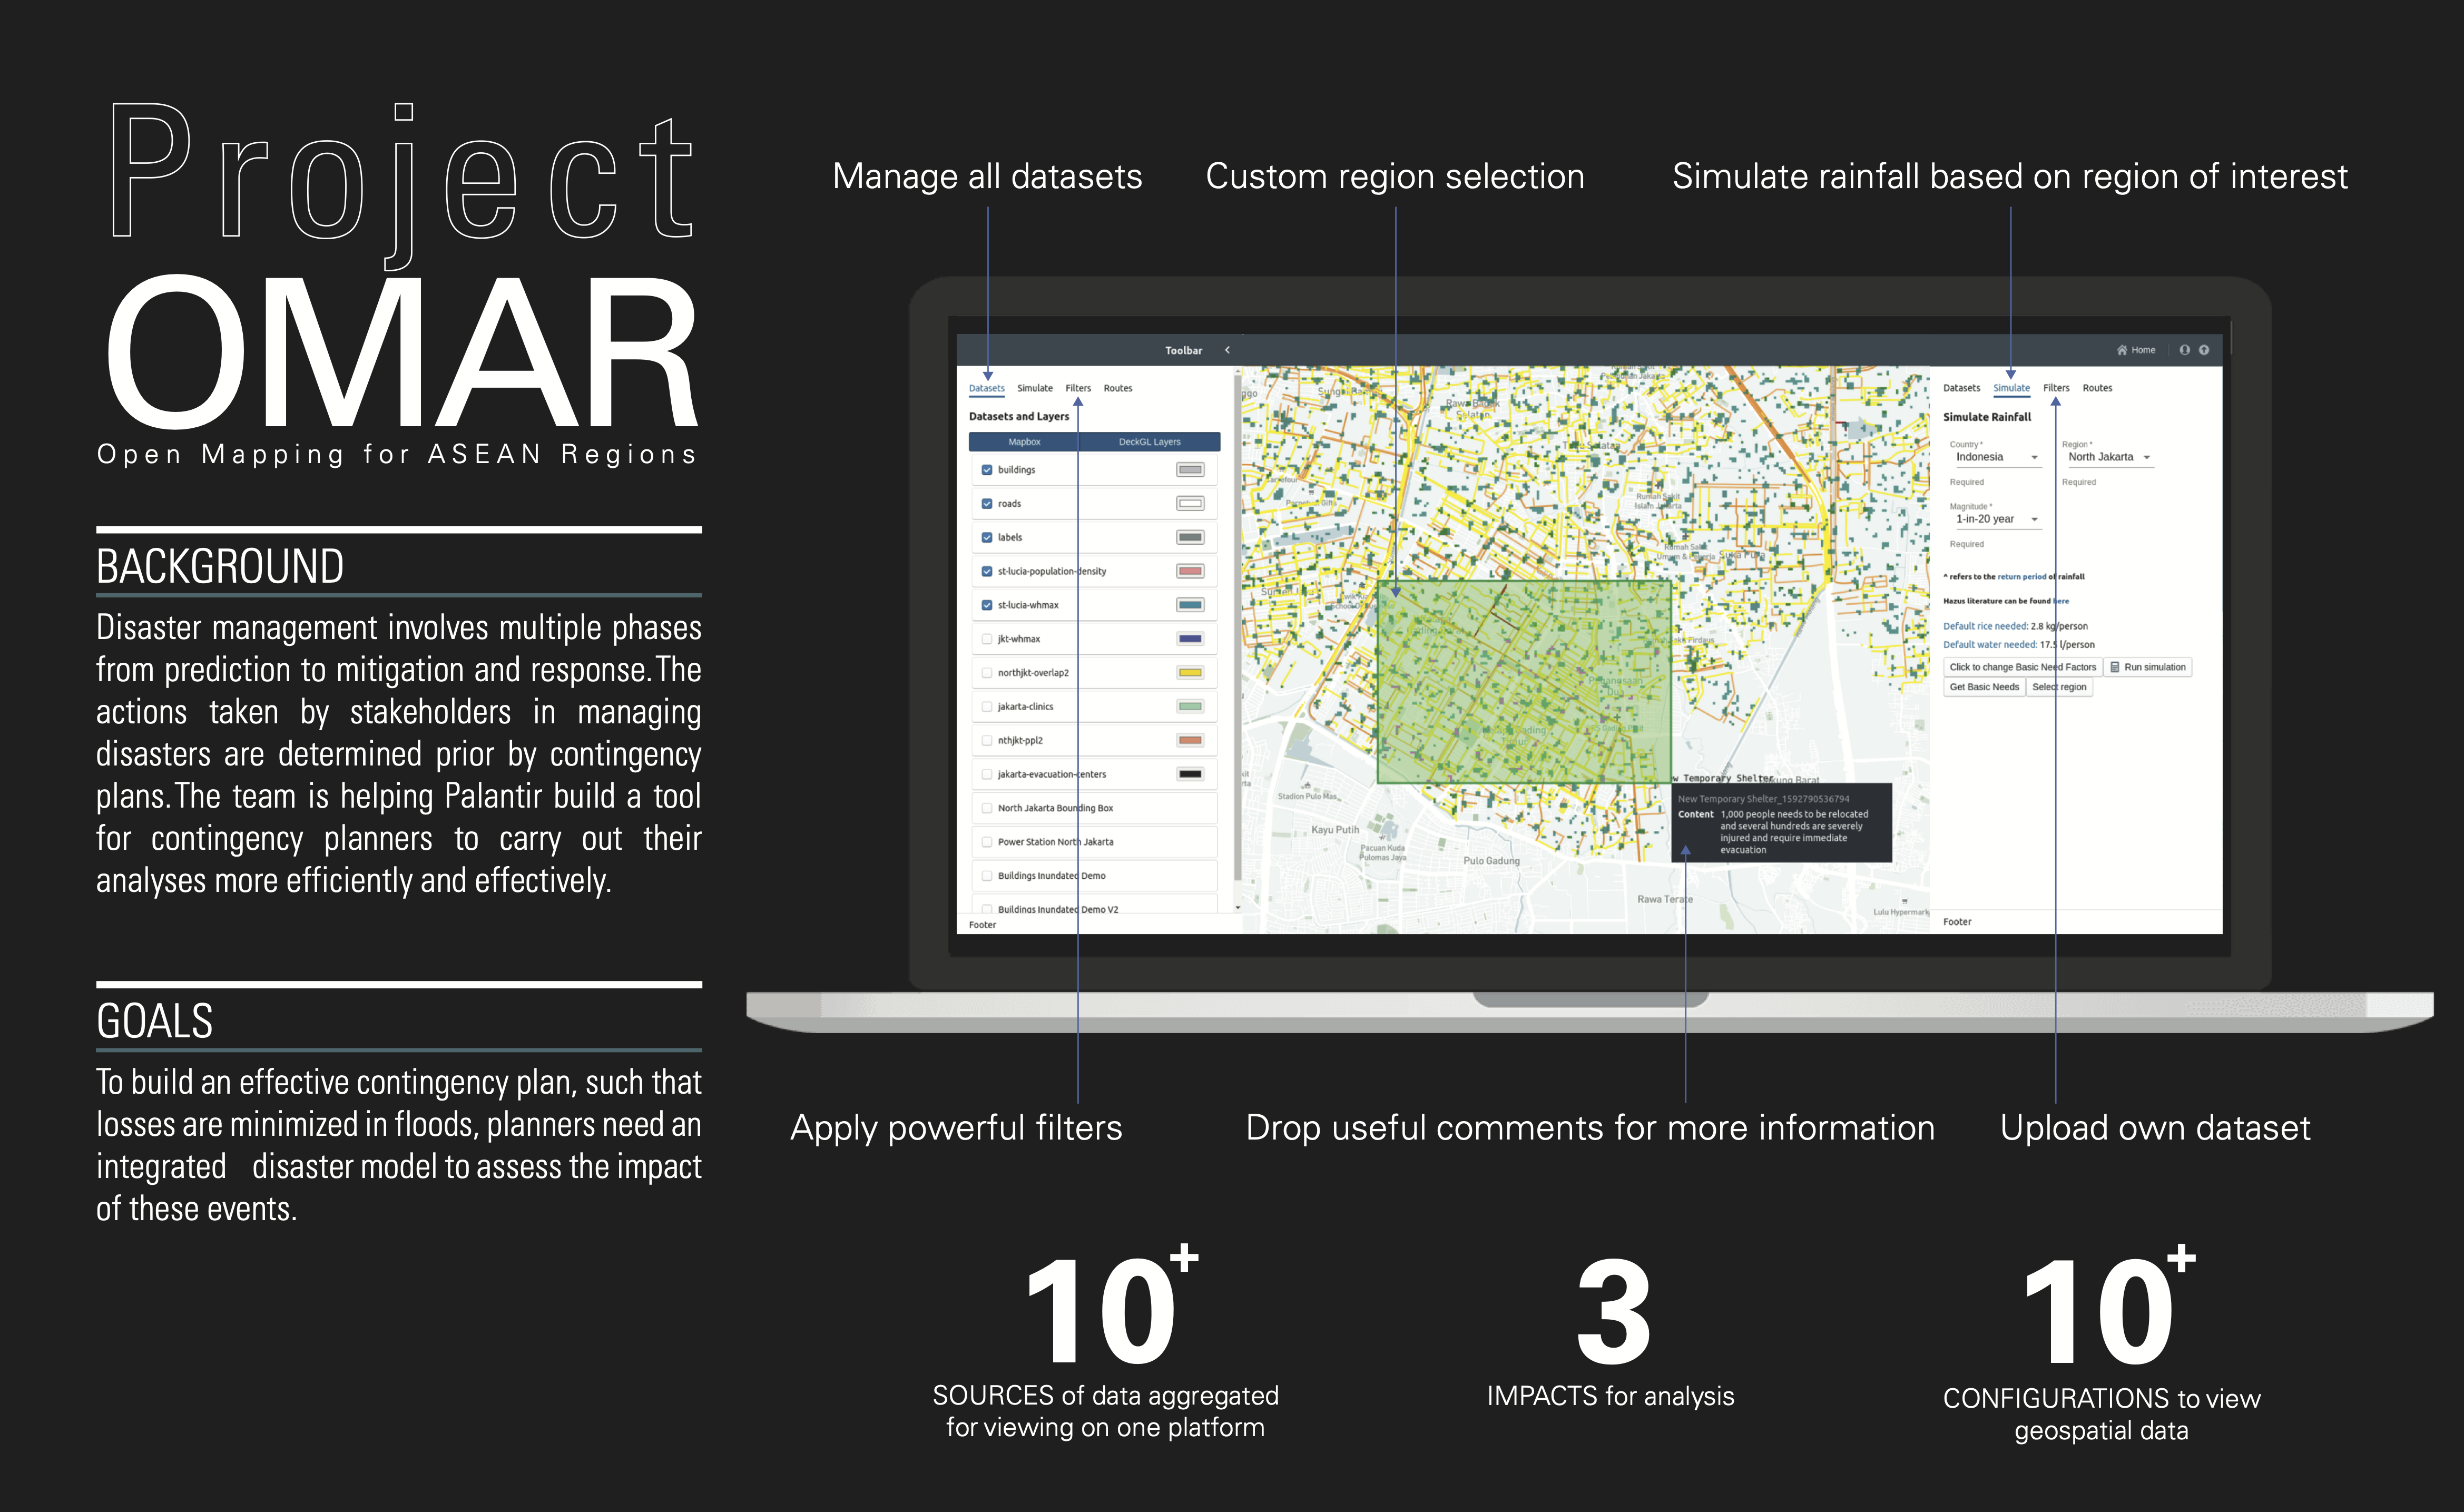 Project
OMAR
Open Mapping for ASEAN Regions
BACKGROUND
Disaster management involves multiple phases
from prediction to mitigation and response. The
actions taken by stakeholders in managing
disasters are determined prior by contingency
plans. The team is helping Palantir build a tool
for contingency planners to carry out their
analyses more efficiently and effectively.
GOALS
To build an effective contingency plan, such that
losses are minimized in floods, planners need an
integrated disaster model to assess the impact
of these events.
Manage all datasets
Custom region selection
Simulate rainfall based on region of interest
Toolbar
Home
Datasets Simulate Filters Routes
Datasets and Layers
Mapbox DeckGL Layers
buildings
roads
labels
st-lucia-population-density
st-lucia-whmax
jkt-whmax
northjkt-overlap2
jakarta-clinics
nthjkt-ppl2
jakarta-evacuation-centers
North Jakarta Bounding Box
Power Station North Jakarta
Buildings Inundated Demo
Buildings Inundated Demo V2
Footer
Rawa Badak
Selatan
Tugu Selatan
Rumah Sakit
Islam Jakarta
Stadion Pulo Mas
Kayu Putih
Pacuan Kuda
Pulomas Jaya
Pulo Gadung
Rawa Terate
Lulu Hypermark
w Temporary Shelter
New Temporary Shelter_1592790536794
Content 1,000 people needs to be relocated
and several hundreds are severely
injured and require immediate
evacuation
Datasets Simulate Filters Routes
Simulate Rainfall
Country * Region *
Indonesia North Jakarta
Required Required
Magnitude *
1-in-20 year
Required
^ refers to the return period of rainfall
Hazus literature can be found here
Default rice needed: 2.8 kg/person
Default water needed: 17.5 l/person
Click to change Basic Need Factors Run simulation
Get Basic Needs Select region
Footer
Apply powerful filters
Drop useful comments for more information
Upload own dataset
10+
SOURCES of data aggregated
for viewing on one platform
3
IMPACTS for analysis
10+
CONFIGURATIONS to view
geospatial data